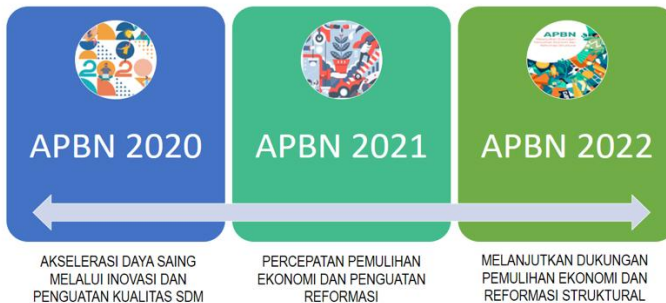 APBN
APBN 2020
APBN 2021
APBN 2022
AKSELERASI DAYA SAING
MELALUI INOVASI DAN
PENGUATAN KUALITAS SDM
PERCEPATAN PEMULIHAN
EKONOMI DAN PENGUATAN
REFORMASI
MELANJUTKAN DUKUNGAN
PEMULIHAN EKONOMI DAN
REFORMASI STRUKTURAL